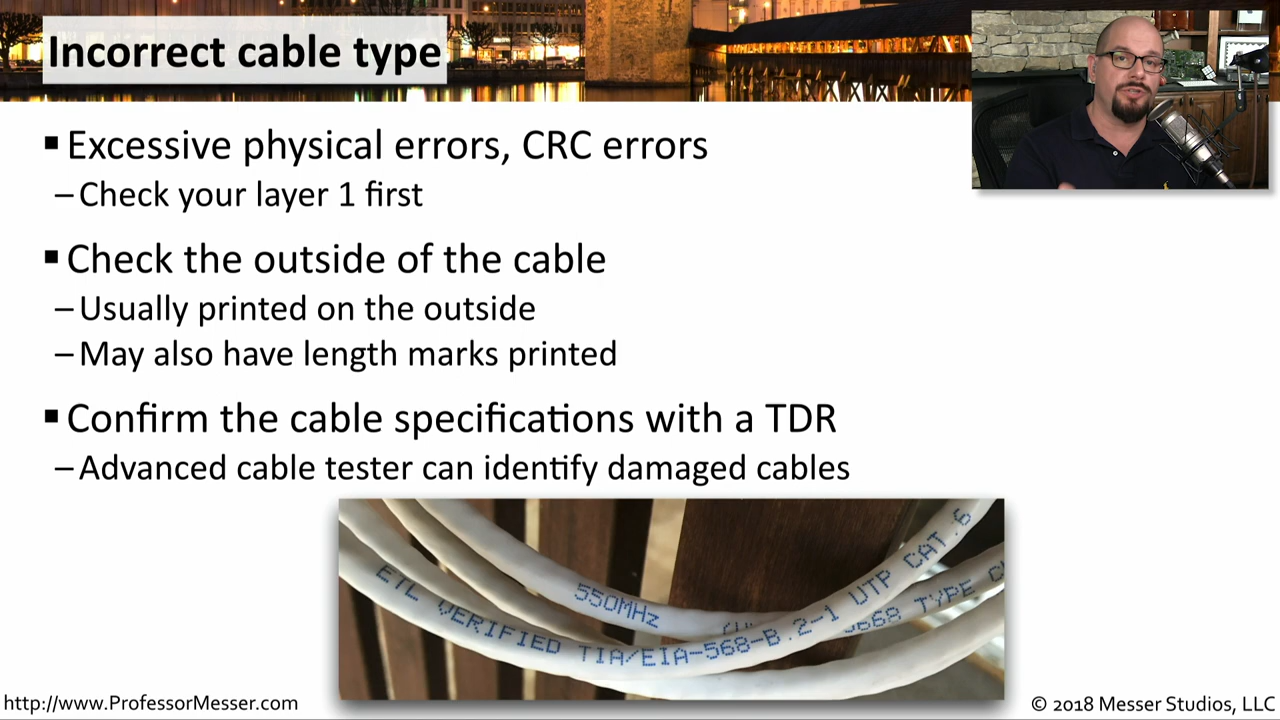 Incorrect cable type
▪ Excessive physical errors, CRC errors
– Check your layer 1 first
▪ Check the outside of the cable
– Usually printed on the outside
– May also have length marks printed
▪ Confirm the cable specifications with a TDR
– Advanced cable tester can identify damaged cables
550MHz
ETL VERIFIED TIA/EIA-568-B.2-1 UTP CAT.6
TYPE
http://www.ProfessorMesser.com
© 2018 Messer Studios, LLC